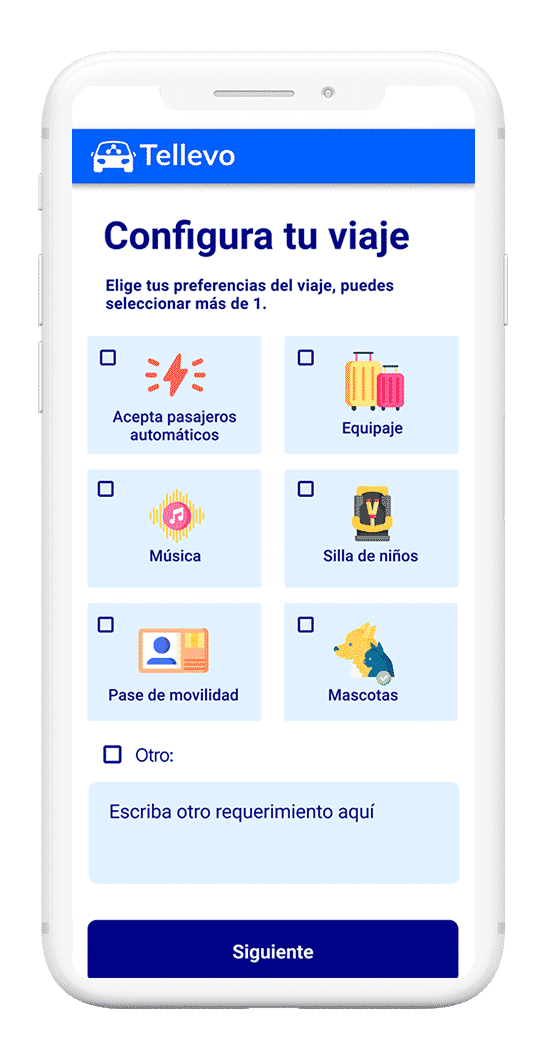 Tellevo
Configura tu viaje
Elige tus preferencias del viaje, puedes
seleccionar más de 1.
Acepta pasajeros
automáticos
Equipaje
Música
Silla de niños
Pase de movilidad
Mascotas
Otro:
Escriba otro requerimiento aquí
Siguiente